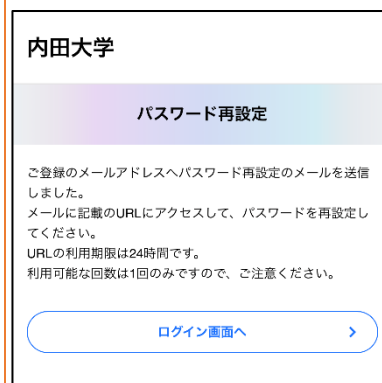 内田大学
パスワード再設定
ご登録のメールアドレスへパスワード再設定のメールを送信
しました。
メールに記載のURLにアクセスして、パスワードを再設定し
てください。
URLの利用期限は24時間です。
利用可能な回数は1回のみですので、ご注意ください。
ログイン画面へ